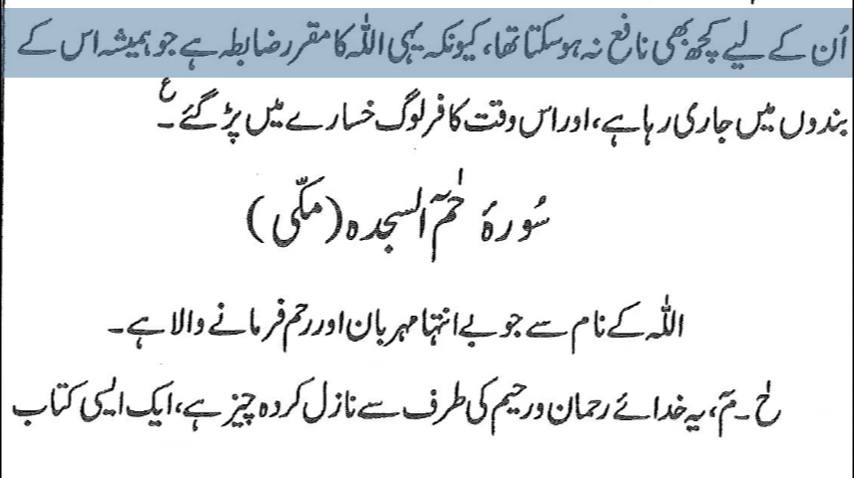 اُن کے لیے کچھ بھی نافع نہ ہوسکتا تھا، کیونکہ یہی اللہ کا مقرر ضابطہ ہے جو ہمیشہ اس کے
بندوں میں جاری رہا ہے، اور اس وقت کافر لوگ خسارے میں پڑ گئے۔ ع
سُورۂ حٰمٓ السجدہ (مکّی)
اللہ کے نام سے جو بے انتہا مہربان اور رحم فرمانے والا ہے۔
حٰ۔ مٓ، یہ خدائے رحمان ورحیم کی طرف سے نازل کردہ چیز ہے، ایک ایسی کتاب